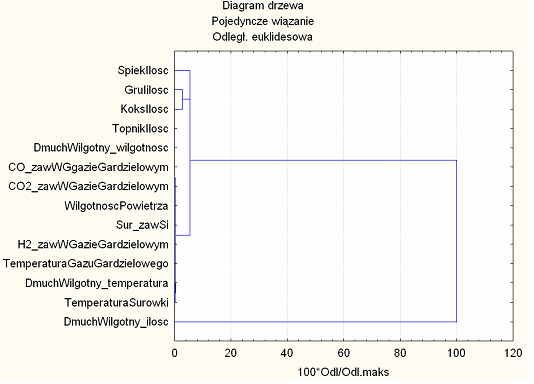 Diagram drzewa
Pojedyncze wiązanie
Odległ. euklidesowa
SpiekIlosc
GrulIilosc
KoksIlosc
TopnikIlosc
DmuchWilgotny_wilgotnosc
CO_zawWGgazieGardzielowym
CO2_zawWGazieGardzielowym
WilgotnoscPowietrza
Sur_zawSi
H2_zawWGazieGardzielowym
TemperaturaGazuGardzielowego
DmuchWilgotny_temperatura
TemperaturaSurowki
DmuchWilgotny_ilosc
0 20 40 60 80 100 120
100*Odl/Odl.maks